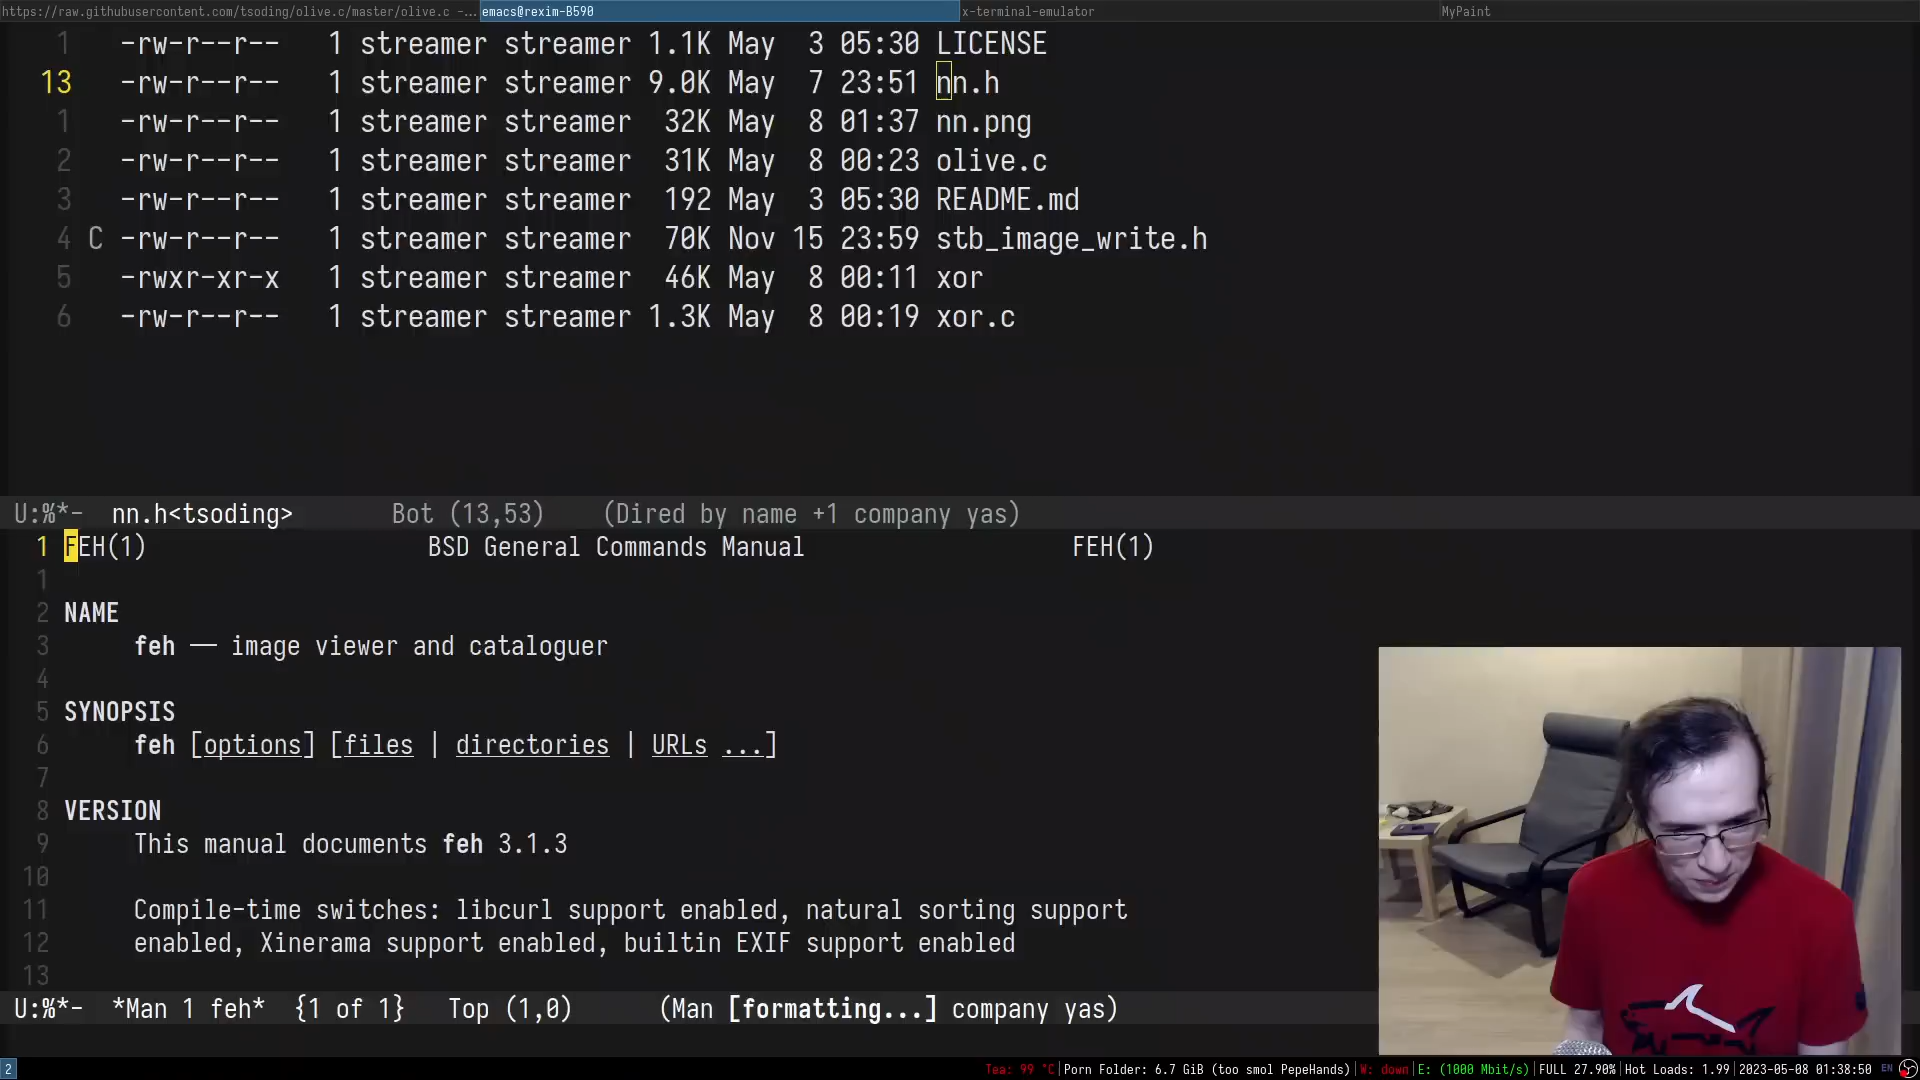 https://raw.githubusercontent.com/tsoding/olive.c/master/olive.c -... emacs@rexim-B590 x-terminal-emulator MyPaint
1 -rw-r--r-- 1 streamer streamer 1.1K May 3 05:30 LICENSE
13 -rw-r--r-- 1 streamer streamer 9.0K May 7 23:51 nn.h
1 -rw-r--r-- 1 streamer streamer 32K May 8 01:37 nn.png
2 -rw-r--r-- 1 streamer streamer 31K May 8 00:23 olive.c
3 -rw-r--r-- 1 streamer streamer 192 May 3 05:30 README.md
4 C -rw-r--r-- 1 streamer streamer 70K Nov 15 23:59 stb_image_write.h
5 -rwxr-xr-x 1 streamer streamer 46K May 8 00:11 xor
6 -rw-r--r-- 1 streamer streamer 1.3K May 8 00:19 xor.c
U:%*- nn.h<tsoding> Bot (13,53) (Dired by name +1 company yas)
1 FEH(1) BSD General Commands Manual FEH(1)
1
2 NAME
3 feh — image viewer and cataloguer
4
5 SYNOPSIS
6 feh [options] [files | directories | URLs ...]
7
8 VERSION
9 This manual documents feh 3.1.3
10
11 Compile-time switches: libcurl support enabled, natural sorting support
12 enabled, Xinerama support enabled, builtin EXIF support enabled
13
U:%*- *Man 1 feh* {1 of 1} Top (1,0) (Man [formatting...] company yas)
2 Tea: 99 °C|Porn Folder: 6.7 GiB (too smol PepeHands)|W: down|E: (1000 Mbit/s)|FULL 27.90%|Hot Loads: 1.99|2023-05-08 01:38:50 EN